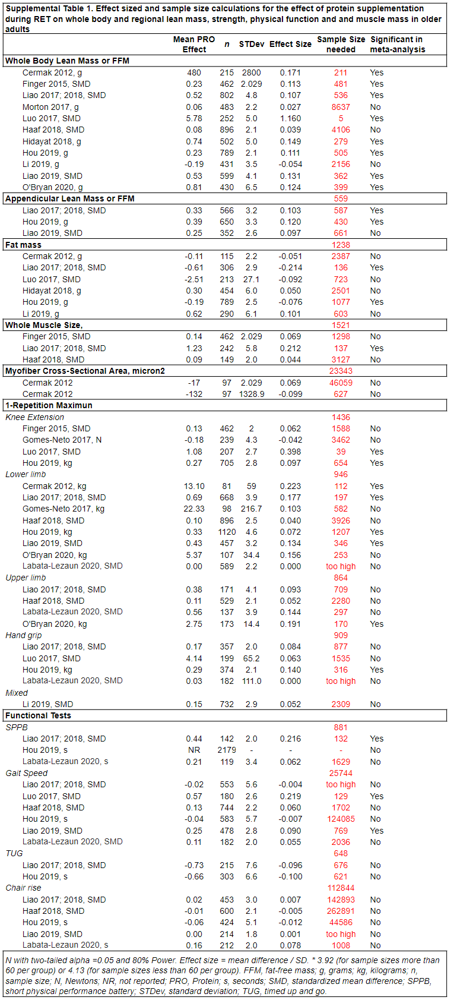 Supplemental Table 1. Effect sized and sample size calculations for the effect of protein supplementation
during RET on whole body and regional lean mass, strength, physical function and and muscle mass in older
adults
Mean PRO Effect n STDev Effect Size Sample Size needed Significant in meta-analysis
Whole Body Lean Mass or FFM
Cermak 2012, g 480 215 2800 0.171 211 Yes
Finger 2015, SMD 0.23 462 2.029 0.113 481 Yes
Liao 2017; 2018, SMD 0.52 802 4.8 0.107 536 Yes
Morton 2017, g 0.06 483 2.2 0.027 8637 No
Luo 2017, SMD 5.78 252 5.0 1.160 5 Yes
Haaf 2018, SMD 0.08 896 2.1 0.039 4106 No
Hidayat 2018, g 0.74 502 5.0 0.149 279 Yes
Hou 2019, g 0.23 789 2.1 0.111 505 Yes
Li 2019, g -0.19 431 3.5 -0.054 2156 No
Liao 2019, SMD 0.53 599 4.1 0.131 362 Yes
O'Bryan 2020, g 0.81 430 6.5 0.124 399 Yes
Appendicular Lean Mass or FFM 559
Liao 2017; 2018, SMD 0.33 566 3.2 0.103 587 Yes
Hou 2019, g 0.39 650 3.3 0.120 430 Yes
Liao 2019, SMD 0.25 352 2.6 0.097 661 No
Fat mass 1238
Cermak 2012, g -0.11 115 2.2 -0.051 2387 No
Liao 2017; 2018, SMD -0.61 306 2.9 -0.214 136 Yes
Luo 2017, SMD -2.51 213 27.1 -0.092 723 No
Hidayat 2018, g 0.30 454 6.0 0.050 2501 No
Hou 2019, g -0.19 789 2.5 -0.076 1077 Yes
Li 2019, g 0.62 290 6.1 0.101 603 No
Whole Muscle Size, 1521
Finger 2015, SMD 0.14 462 2.029 0.069 1298 No
Liao 2017; 2018, SMD 1.23 242 5.8 0.212 137 Yes
Haaf 2018, SMD 0.09 149 2.0 0.044 3127 No
Myofiber Cross-Sectional Area, micron2 23343
Cermak 2012 -17 97 2.029 0.069 46059 No
Cermak 2012 -132 97 1328.9 -0.099 627 No
1-Repetition Maximun
Knee Extension 1436
Finger 2015, SMD 0.13 462 2 0.062 1588 No
Gomes-Neto 2017, N -0.18 239 4.3 -0.042 3462 No
Luo 2017, SMD 1.08 207 2.7 0.398 39 Yes
Hou 2019, kg 0.27 705 2.8 0.097 654 Yes
Lower limb 946
Cermak 2012, kg 13.10 81 59 0.223 112 Yes
Liao 2017; 2018, SMD 0.69 668 3.9 0.177 197 Yes
Gomes-Neto 2017, kg 22.33 98 216.7 0.103 582 No
Haaf 2018, SMD 0.10 896 2.5 0.040 3926 No
Hou 2019, kg 0.33 1120 4.6 0.072 1207 Yes
Liao 2019, SMD 0.43 457 3.2 0.134 346 Yes
O'Bryan 2020, kg 5.37 107 34.4 0.156 253 No
Labata-Lezaun 2020, SMD 0.00 589 2.2 0.000 too high No
Upper limb 864
Liao 2017; 2018, SMD 0.38 171 4.1 0.093 709 No
Haaf 2018, SMD 0.11 529 2.1 0.052 2280 No
Labata-Lezaun 2020, SMD 0.56 137 3.9 0.144 297 No
O'Bryan 2020, kg 2.75 173 14.4 0.191 170 Yes
Hand grip 909
Liao 2017; 2018, SMD 0.17 357 2.0 0.084 877 No
Luo 2017, SMD 4.14 199 65.2 0.063 1535 No
Hou 2019, kg 0.29 374 2.1 0.140 316 Yes
Labata-Lezaun 2020, SMD 0.03 182 111.0 0.000 too high No
Mixed
Li 2019, SMD 0.15 732 2.9 0.052 2309 No
Functional Tests
SPPB 881
Liao 2017; 2018, SMD 0.44 142 2.0 0.216 132 Yes
Hou 2019, s NR 2179 - - - No
Labata-Lezaun 2020, s 0.21 119 3.4 0.062 1629 No
Gait Speed 25744
Liao 2017; 2018, SMD -0.02 553 5.6 -0.004 too high No
Luo 2017, SMD 0.57 180 2.6 0.219 129 Yes
Haaf 2018, SMD 0.13 744 2.2 0.060 1702 No
Hou 2019, s -0.04 583 5.7 -0.007 124085 No
Liao 2019, SMD 0.25 478 2.8 0.090 769 Yes
Labata-Lezaun 2020, SMD 0.11 182 2.0 0.055 2036 No
TUG 648
Liao 2017; 2018, SMD -0.73 215 7.6 -0.096 676 No
Hou 2019, s -0.66 303 6.6 -0.100 621 No
Chair rise 112844
Liao 2017; 2018, SMD 0.02 453 3.0 0.007 142893 No
Haaf 2018, SMD -0.01 600 2.1 -0.005 262891 No
Hou 2019, s -0.06 424 5.1 -0.012 44586 No
Liao 2019, SMD 0.00 214 1.8 0.001 too high No
Labata-Lezaun 2020, s 0.16 212 2.0 0.078 1008 No
N with two-tailed alpha =0.05 and 80% Power. Effect size = mean difference / SD. * 3.92 (for sample sizes more than
60 per group) or 4.13 (for sample sizes less than 60 per group). FFM, fat-free mass; g, grams; kg, kilograms; n,
sample size; N, Newtons; NR, not reported; PRO, Protein; s, seconds; SMD, standardized mean difference; SPPB,
short physical performance battery; STDev, standard deviation; TUG, timed up and go.